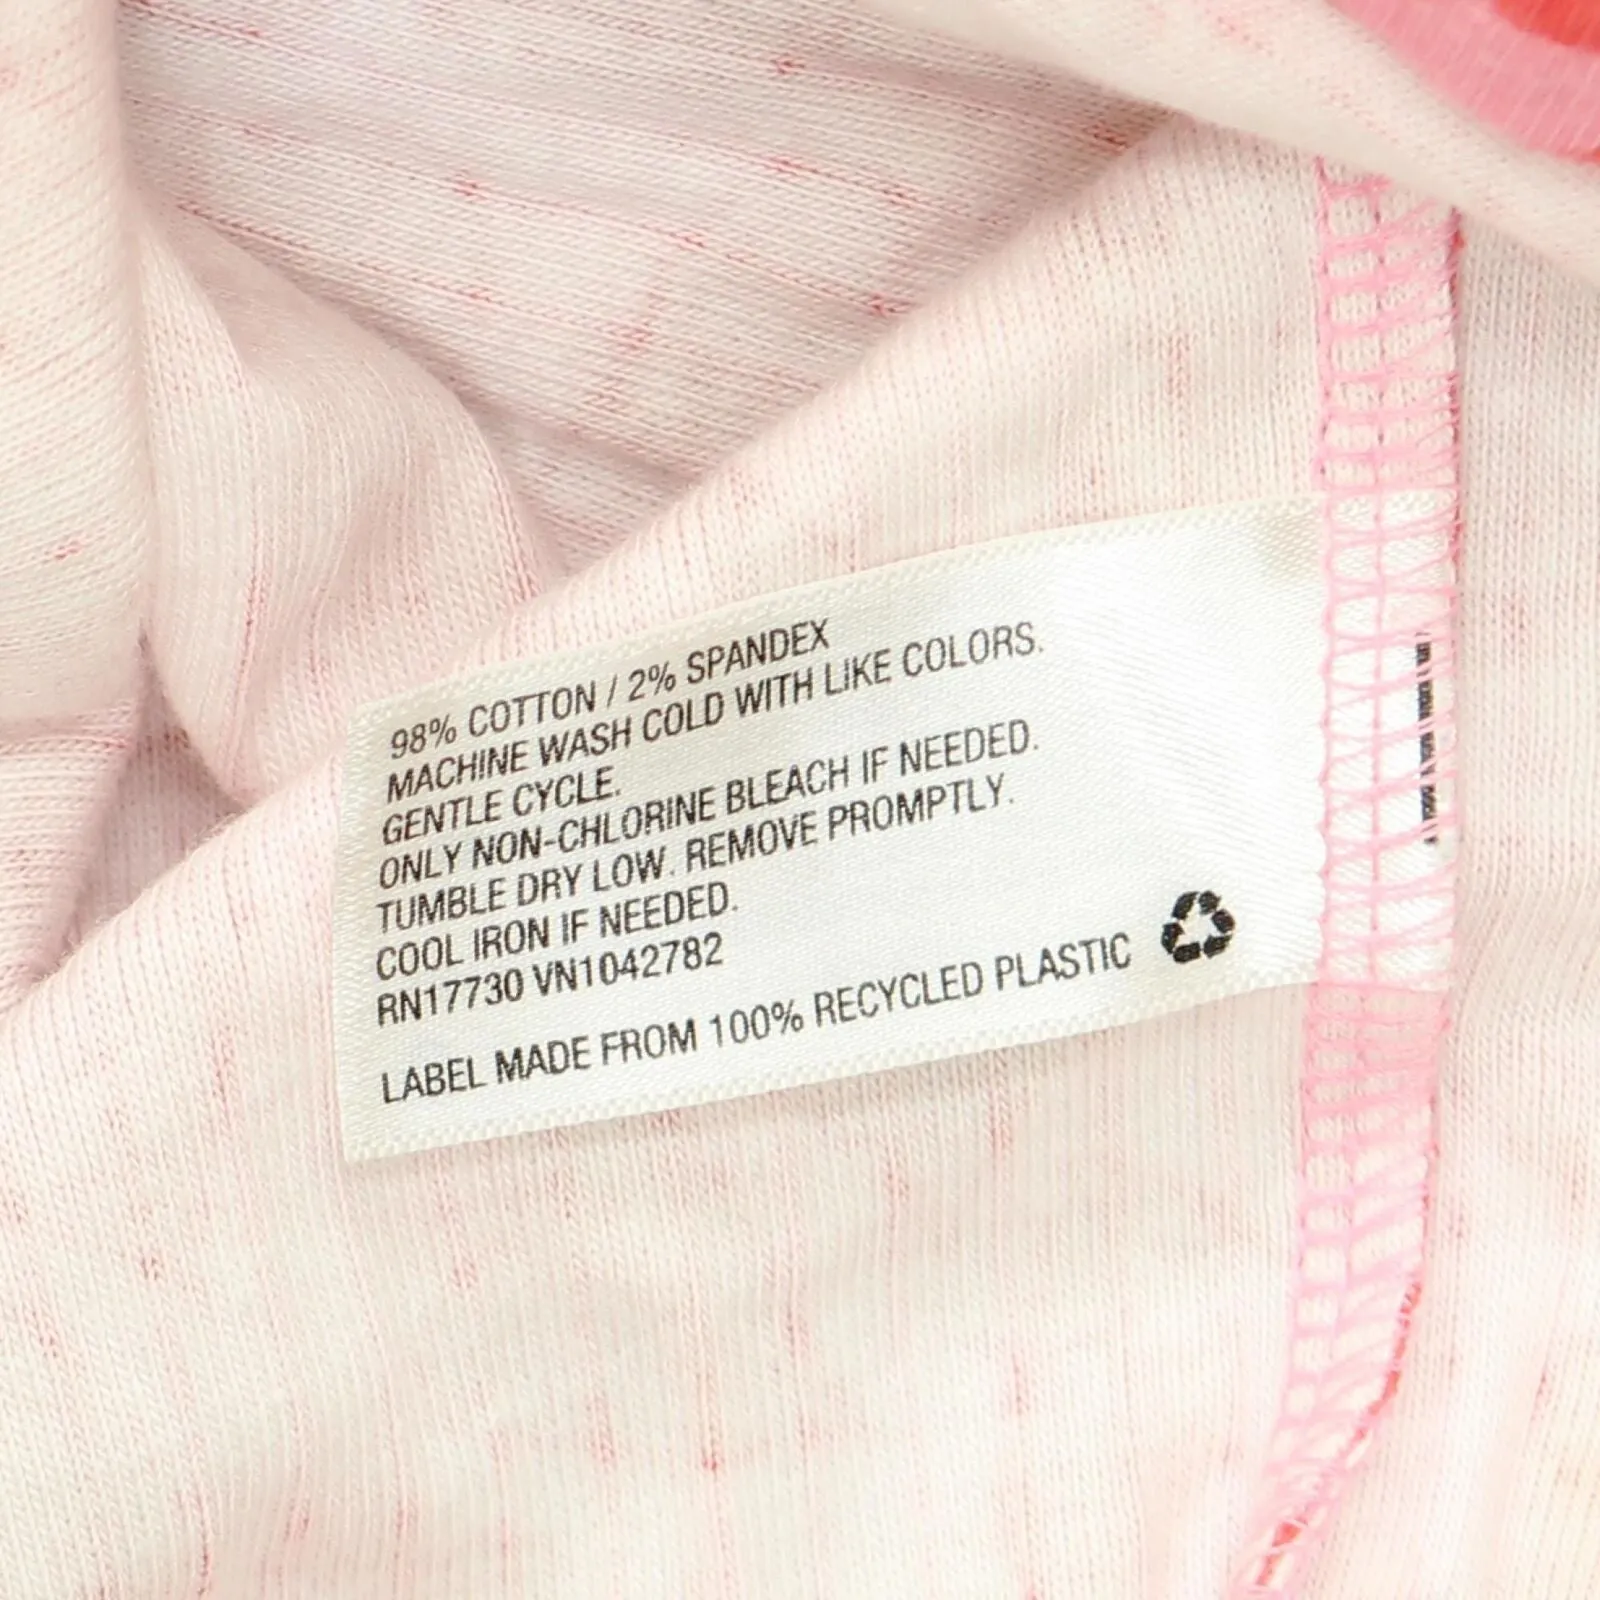 98% COTTON / 2% SPANDEX
MACHINE WASH COLD WITH LIKE COLORS.
GENTLE CYCLE.
ONLY NON-CHLORINE BLEACH IF NEEDED.
TUMBLE DRY LOW. REMOVE PROMPTLY.
COOL IRON IF NEEDED.
RN17730 VN1042782
LABEL MADE FROM 100% RECYCLED PLASTIC